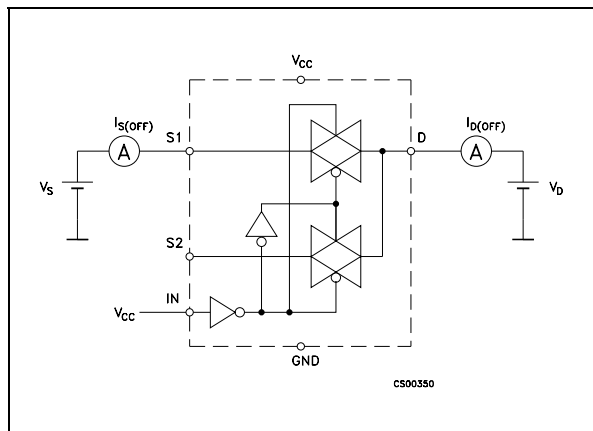 VCC
IS(OFF)
S1
D
ID(OFF)
A
A
VS
VD
S2
IN
VCC
GND
CS00350